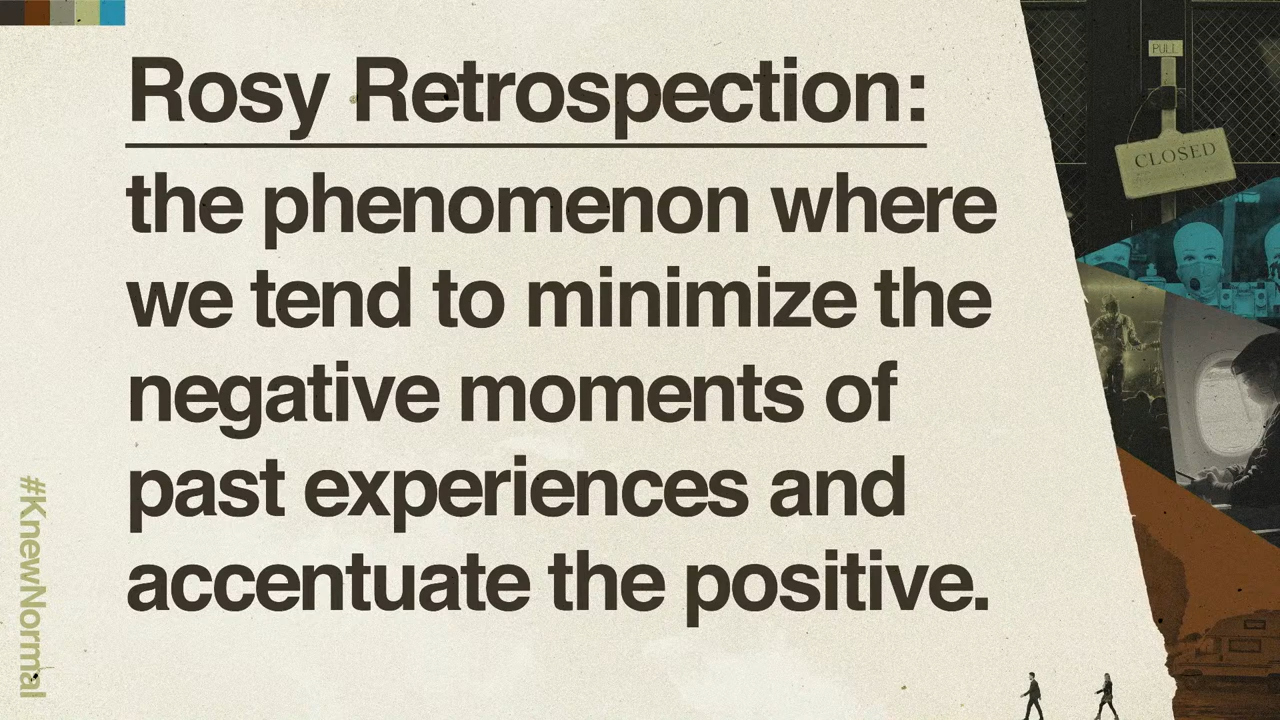 Rosy Retrospection:
the phenomenon where
we tend to minimize the
negative moments of
past experiences and
accentuate the positive.
#KnewNormal
PULL
CLOSED